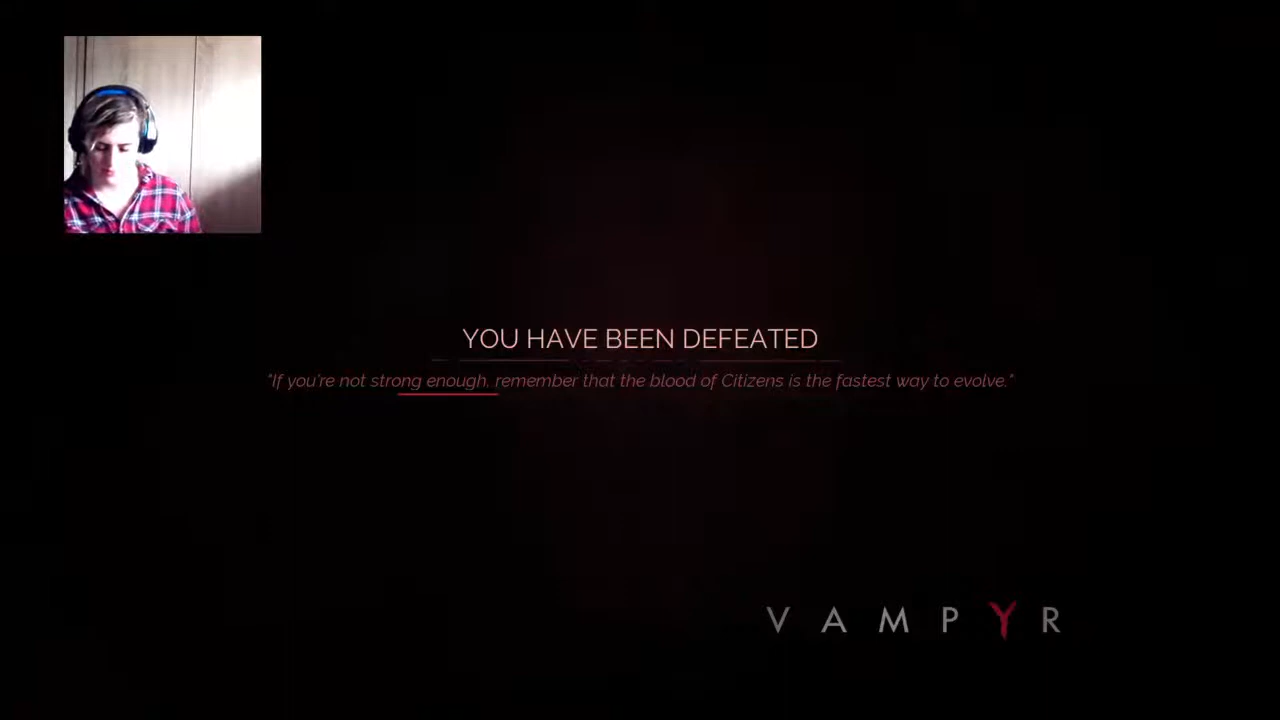 YOU HAVE BEEN DEFEATED
"If you're not strong enough, remember that the blood of Citizens is the fastest way to evolve."
VAMPYR